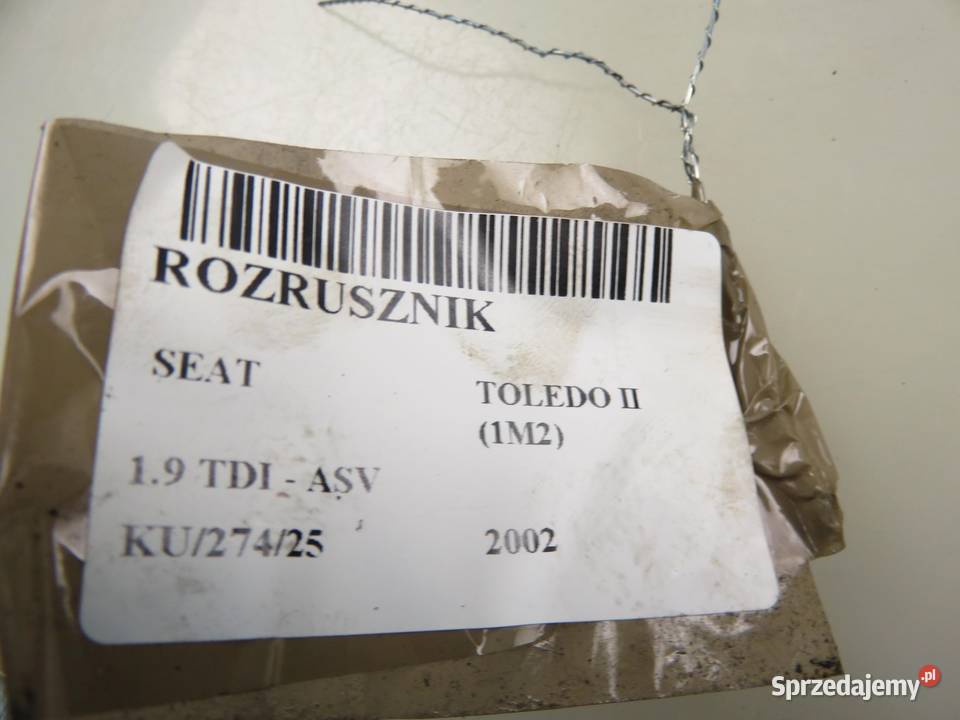 ROZRUSZNIK
SEAT
TOLEDO II
(1M2)
1.9 TDI - ASV
KU/274/25
2002
Sprzedajemy.pl